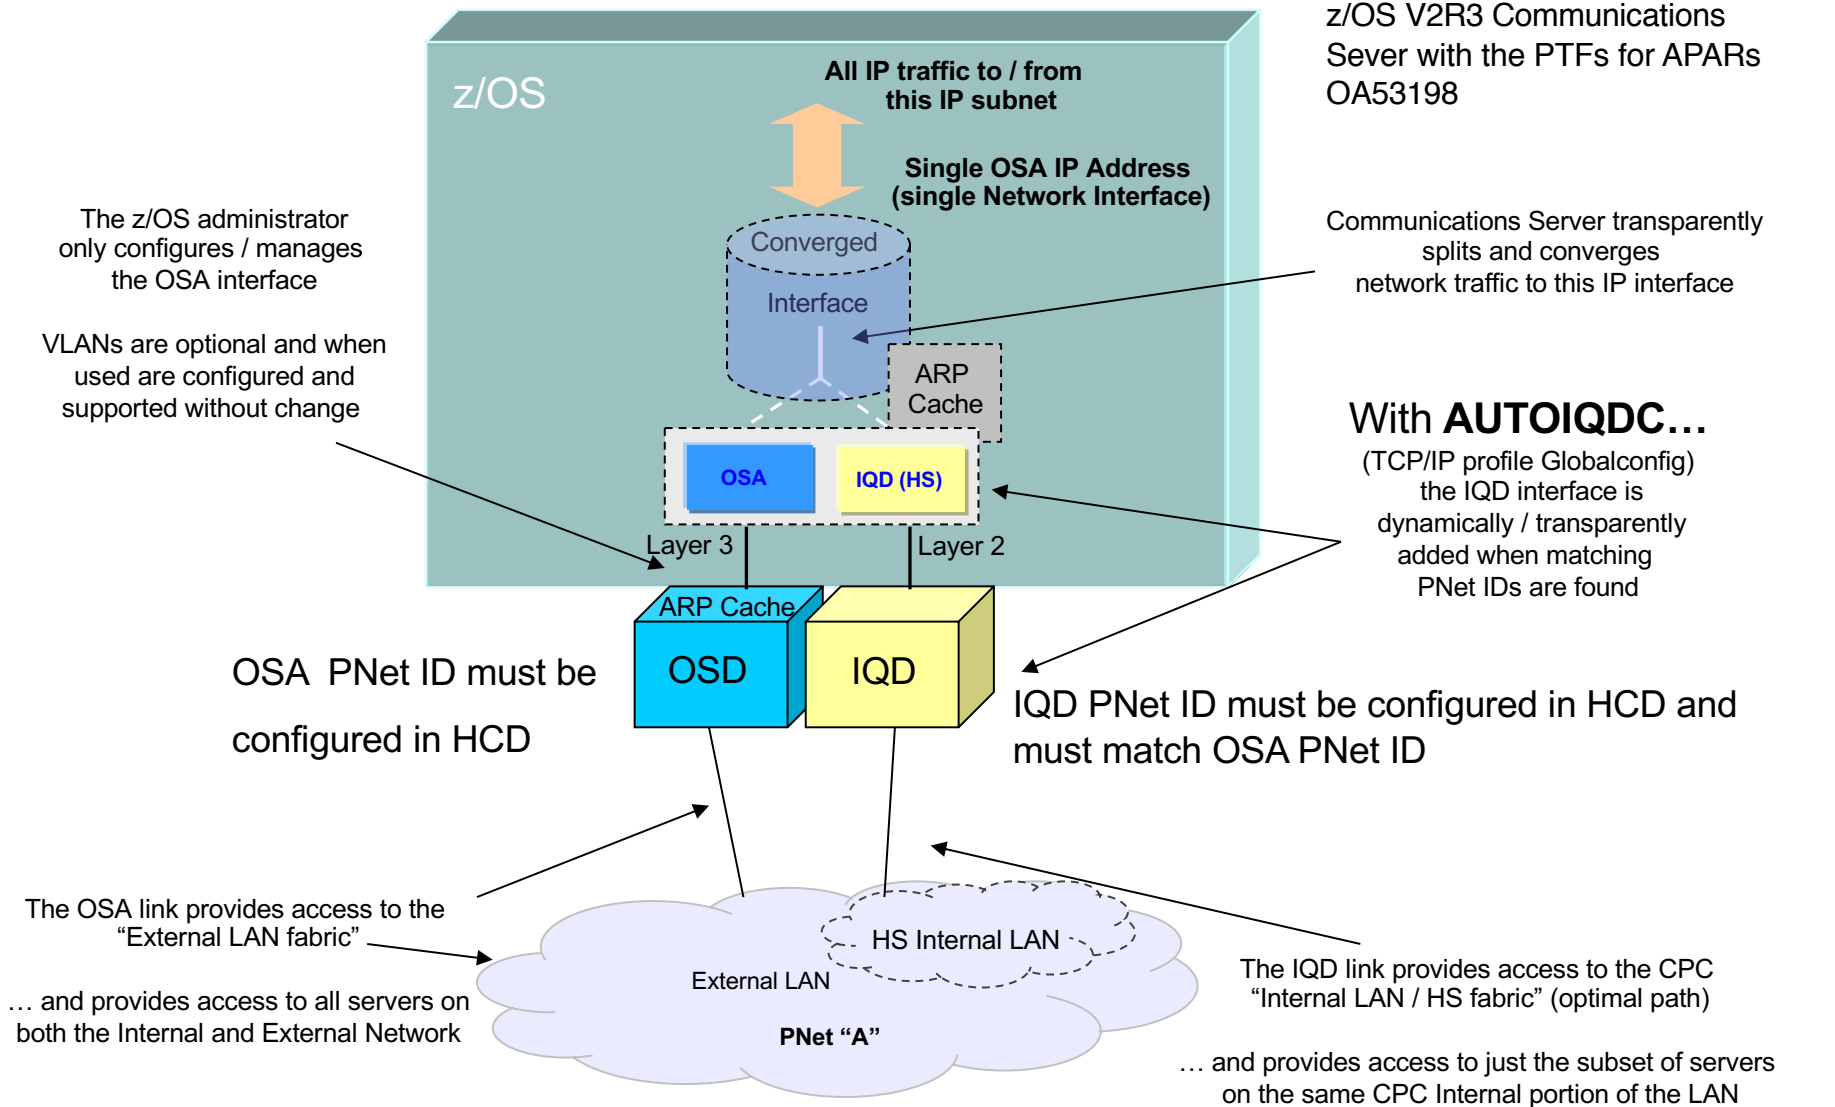 z/OS V2R3 Communications
Sever with the PTFs for APARs
OA53198
z/OS
All IP traffic to / from
this IP subnet
Single OSA IP Address
(single Network Interface)
The z/OS administrator
only configures / manages
the OSA interface
VLANs are optional and when
used are configured and
supported without change
Converged
Interface
ARP
Cache
Communications Server transparently
splits and converges
network traffic to this IP interface
With AUTOIQDC...
(TCP/IP profile Globalconfig)
the IQD interface is
dynamically / transparently
added when matching
PNet IDs are found
OSA
IQD (HS)
Layer 3
Layer 2
ARP Cache
OSD
IQD
OSA  PNet ID must be
configured in HCD
IQD PNet ID must be configured in HCD and
must match OSA PNet ID
The OSA link provides access to the
“External LAN fabric”
… and provides access to all servers on
both the Internal and External Network
HS Internal LAN
External LAN
PNet “A”
The IQD link provides access to the CPC
“Internal LAN / HS fabric” (optimal path)
… and provides access to just the subset of servers
on the same CPC Internal portion of the LAN